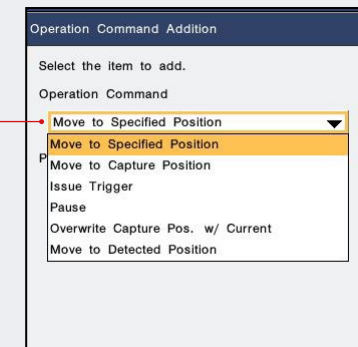 Operation Command Addition
Select the item to add.
Operation Command
Move to Specified Position
Move to Specified Position
P
Move to Capture Position
Issue Trigger
Pause
Overwrite Capture Pos. w/ Current
Move to Detected Position